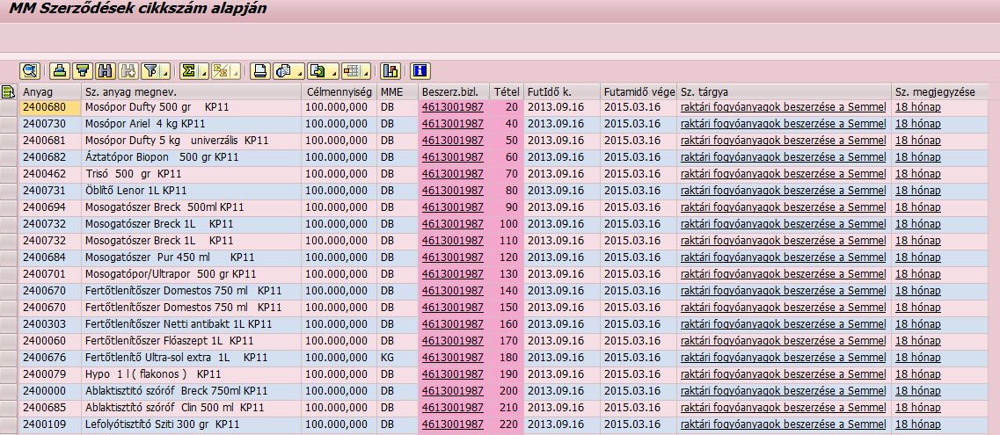 MM Szerződések cikkszám alapján
Anyag Sz. anyag megnev. Célmennyiség MME Beszerz.bizl. Tétel FutIdő k. Futamidő vége Sz. tárgya Sz. megjegyzése
2400680 Mosópor Dufty 500 gr KP11 100.000,000 DB 4613001987 20 2013.09.16 2015.03.16 raktári fogyóanyagok beszerzése a Semmel 18 hónap
2400730 Mosópor Ariel 4 kg KP11 100.000,000 DB 4613001987 40 2013.09.16 2015.03.16 raktári fogyóanyagok beszerzése a Semmel 18 hónap
2400681 Mosópor Dufty 5 kg univerzális KP11 100.000,000 DB 4613001987 50 2013.09.16 2015.03.16 raktári fogyóanyagok beszerzése a Semmel 18 hónap
2400682 Áztatópor Biopon 500 gr KP11 100.000,000 DB 4613001987 60 2013.09.16 2015.03.16 raktári fogyóanyagok beszerzése a Semmel 18 hónap
2400462 Trisó 500 gr KP11 100.000,000 DB 4613001987 70 2013.09.16 2015.03.16 raktári fogyóanyagok beszerzése a Semmel 18 hónap
2400731 Öblítő Lenor 1L KP11 100.000,000 DB 4613001987 80 2013.09.16 2015.03.16 raktári fogyóanyagok beszerzése a Semmel 18 hónap
2400694 Mosogatószer Breck 500ml KP11 100.000,000 DB 4613001987 90 2013.09.16 2015.03.16 raktári fogyóanyagok beszerzése a Semmel 18 hónap
2400732 Mosogatószer Breck 1L KP11 100.000,000 DB 4613001987 100 2013.09.16 2015.03.16 raktári fogyóanyagok beszerzése a Semmel 18 hónap
2400732 Mosogatószer Breck 1L KP11 100.000,000 DB 4613001987 110 2013.09.16 2015.03.16 raktári fogyóanyagok beszerzése a Semmel 18 hónap
2400684 Mosogatószer Pur 450 ml KP11 100.000,000 DB 4613001987 120 2013.09.16 2015.03.16 raktári fogyóanyagok beszerzése a Semmel 18 hónap
2400701 Mosogatópor/Ultrapor 500 gr KP11 100.000,000 DB 4613001987 130 2013.09.16 2015.03.16 raktári fogyóanyagok beszerzése a Semmel 18 hónap
2400670 Fertőtlenítőszer Domestos 750 ml KP11 100.000,000 DB 4613001987 140 2013.09.16 2015.03.16 raktári fogyóanyagok beszerzése a Semmel 18 hónap
2400670 Fertőtlenítőszer Domestos 750 ml KP11 100.000,000 DB 4613001987 150 2013.09.16 2015.03.16 raktári fogyóanyagok beszerzése a Semmel 18 hónap
2400303 Fertőtlenítőszer Netti antibakt 1L KP11 100.000,000 DB 4613001987 160 2013.09.16 2015.03.16 raktári fogyóanyagok beszerzése a Semmel 18 hónap
2400060 Fertőtlenítőszer Flóaszept 1L KP11 100.000,000 DB 4613001987 170 2013.09.16 2015.03.16 raktári fogyóanyagok beszerzése a Semmel 18 hónap
2400676 Fertőtlenítő Ultra-sol extra 1L KP11 100.000,000 KG 4613001987 180 2013.09.16 2015.03.16 raktári fogyóanyagok beszerzése a Semmel 18 hónap
2400079 Hypo 1 l ( flakonos ) KP11 100.000,000 DB 4613001987 190 2013.09.16 2015.03.16 raktári fogyóanyagok beszerzése a Semmel 18 hónap
2400000 Ablaktisztitó szóróf Breck 750ml KP11 100.000,000 DB 4613001987 200 2013.09.16 2015.03.16 raktári fogyóanyagok beszerzése a Semmel 18 hónap
2400685 Ablaktisztító szóróf Clin 500 ml KP11 100.000,000 DB 4613001987 210 2013.09.16 2015.03.16 raktári fogyóanyagok beszerzése a Semmel 18 hónap
2400109 Lefolyótisztító Sziti 300 gr KP11 100.000,000 DB 4613001987 220 2013.09.16 2015.03.16 raktári fogyóanyagok beszerzése a Semmel 18 hónap